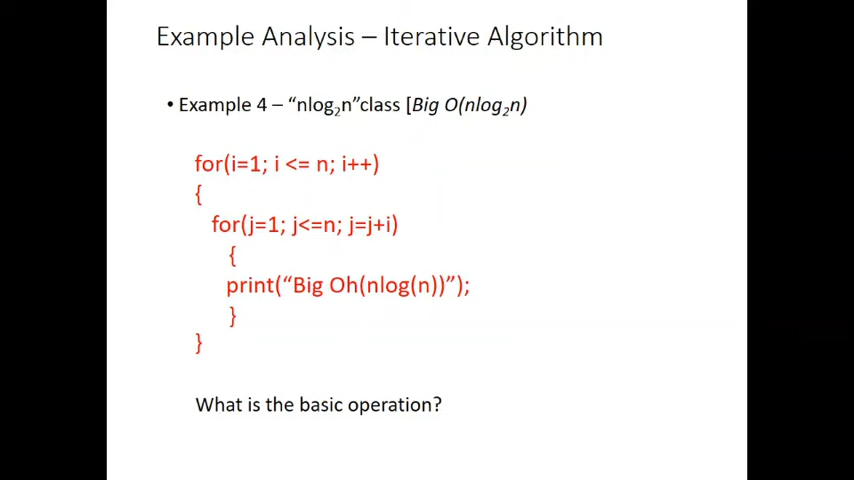 Example Analysis – Iterative Algorithm
• Example 4 – “nlog₂n”class [Big O(nlog₂n)
for(i=1; i <= n; i++)
{
for(j=1; j<=n; j=j+i)
{
print(“Big Oh(nlog(n))”);
}
}
What is the basic operation?